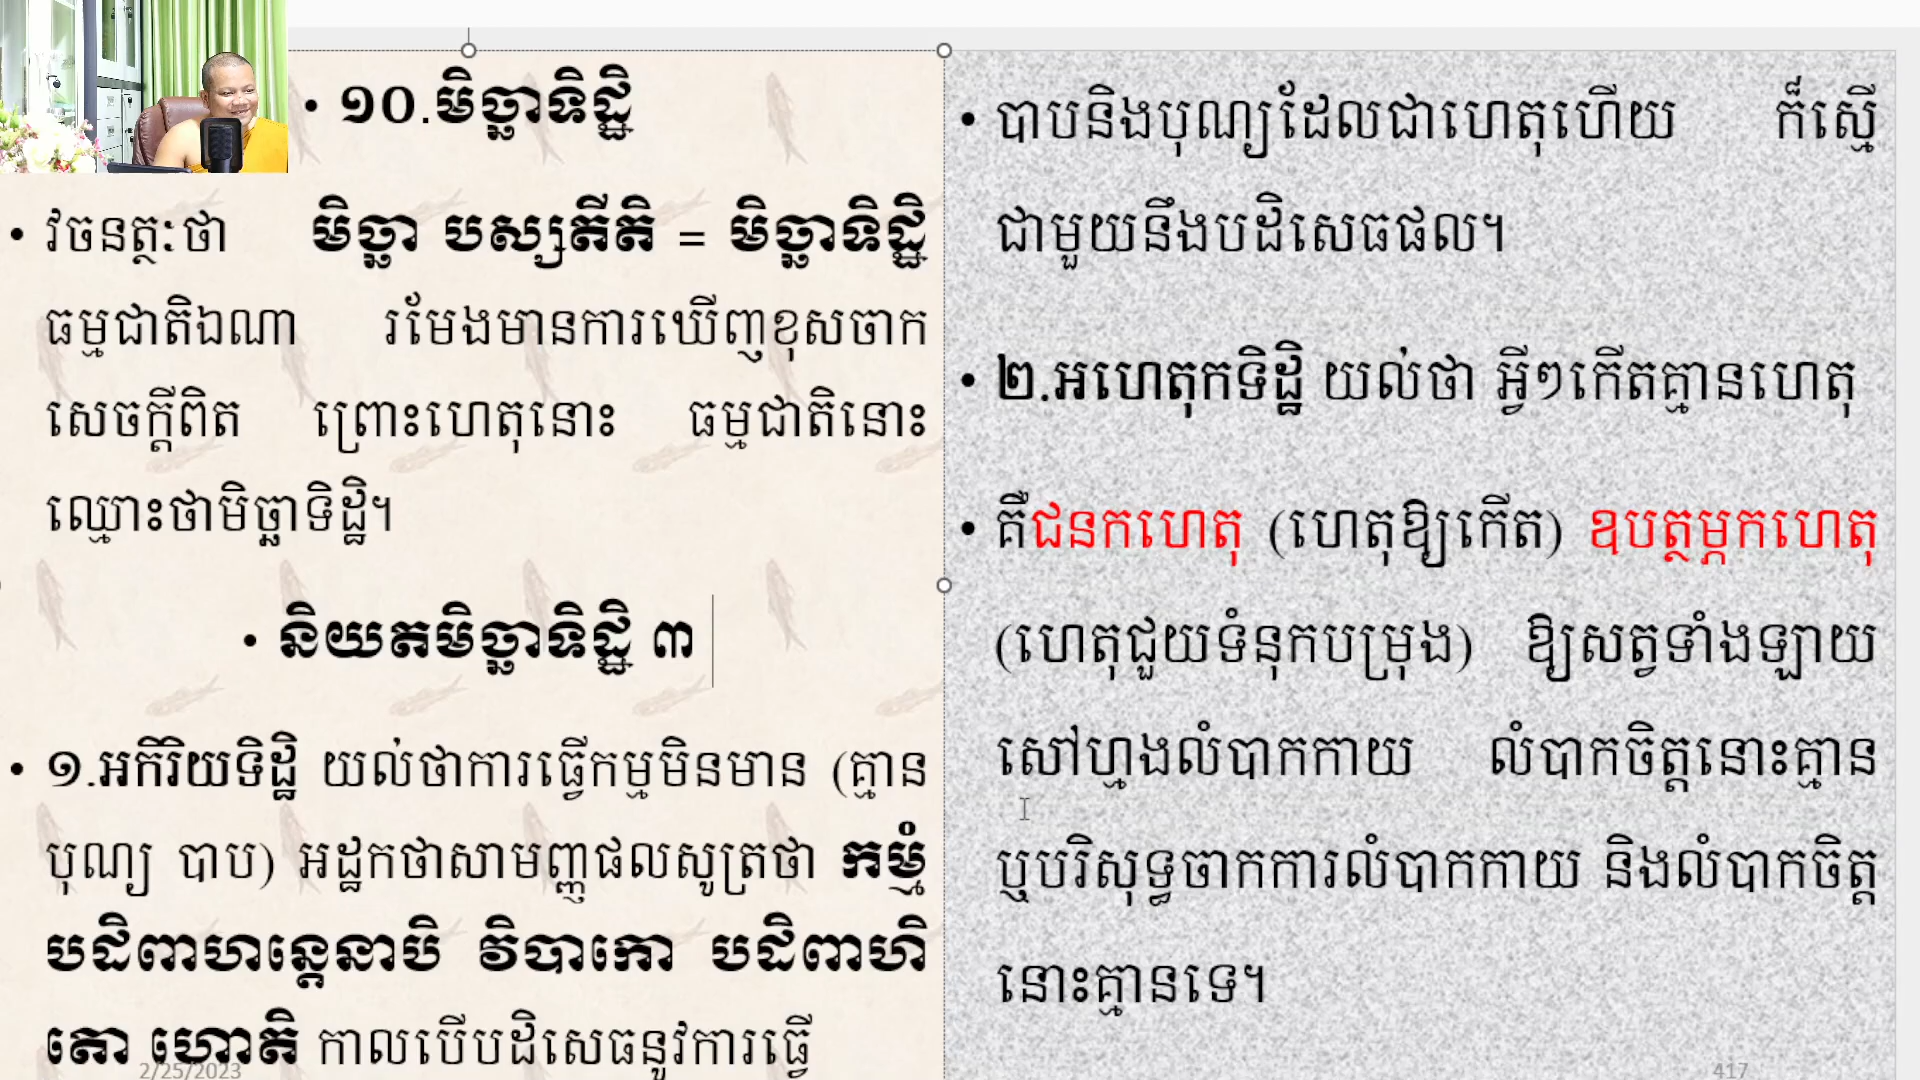 • ១០.មិច្ឆាទិដ្ឋិ
• វចនត្ថៈថា មិច្ឆា បស្សតីតិ = មិច្ឆាទិដ្ឋិ
ធម្មជាតិឯណា រមែងមានការឃើញខុសចាក
សេចក្ដីពិត ព្រោះហេតុនោះ ធម្មជាតិនោះ
ឈ្មោះថាមិច្ឆាទិដ្ឋិ។
• និយតមិច្ឆាទិដ្ឋិ ៣
• ១.អកិរិយទិដ្ឋិ យល់ថាការធ្វើកម្មមិនមាន (គ្មាន
បុណ្យ បាប) អដ្ឋកថាសាមញ្ញផលសូត្រថា កម្មំ
បដិពាហន្តេនាបិ វិបាកោ បដិពាហិ
តោ ហោតិ កាលបើបដិសេធនូវការធ្វើ
2/25/2023
• បាបនិងបុណ្យដែលជាហេតុហើយ ក៏ស្មើ
ជាមួយនឹងបដិសេធផល។
• ២.អហេតុកទិដ្ឋិ យល់ថា អ្វីៗកើតគ្មានហេតុ
• គឺជនកហេតុ (ហេតុឱ្យកើត) ឧបត្ថម្ភកហេតុ
(ហេតុជួយទំនុកបម្រុង) ឱ្យសត្វទាំងឡាយ
សៅហ្មងលំបាកកាយ លំបាកចិត្តនោះគ្មាន
ឬបរិសុទ្ធចាកការលំបាកកាយ និងលំបាកចិត្ត
នោះគ្មានទេ។
417